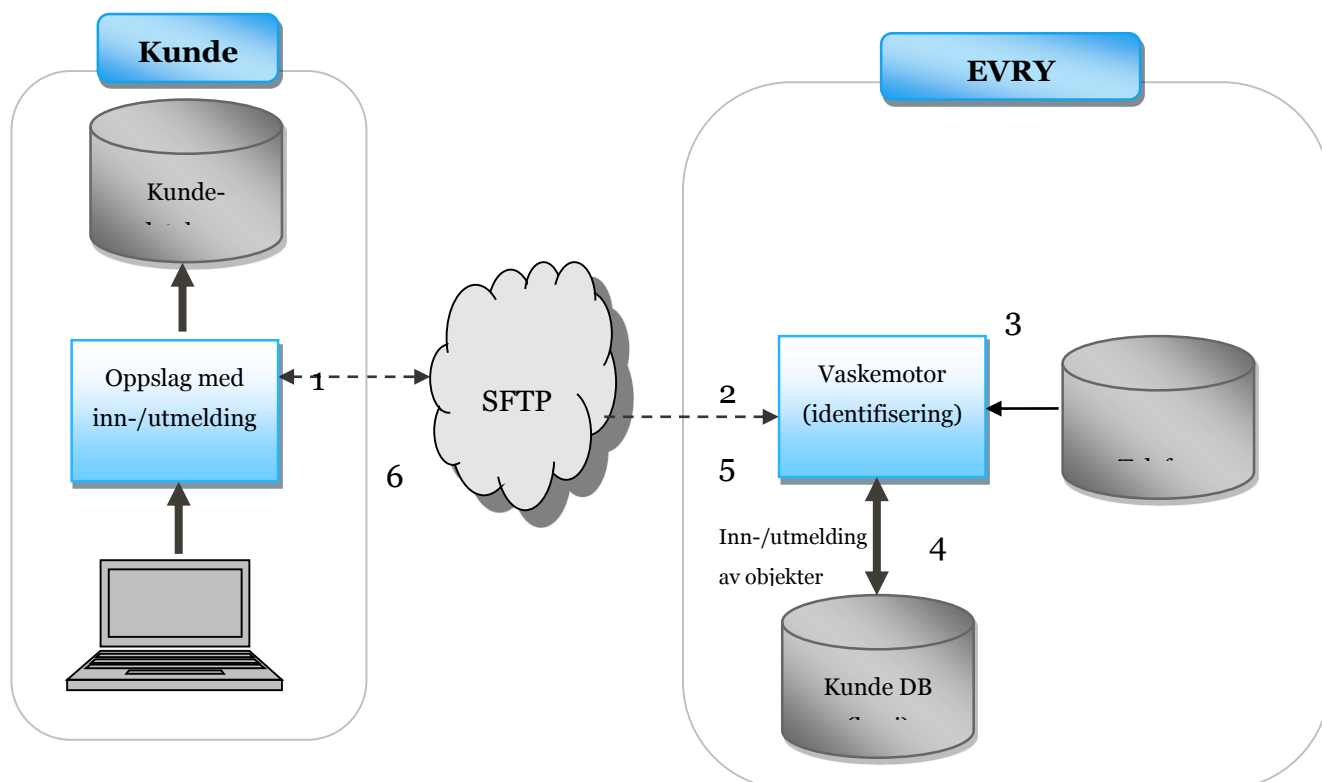 Kunde
EVRY
Kunde-
Oppslag med
inn-/utmelding
1
SFTP
6
2
5
3
Vaskemotor
(identifisering)
Inn-/utmelding
av objekter
4
Kunde DB